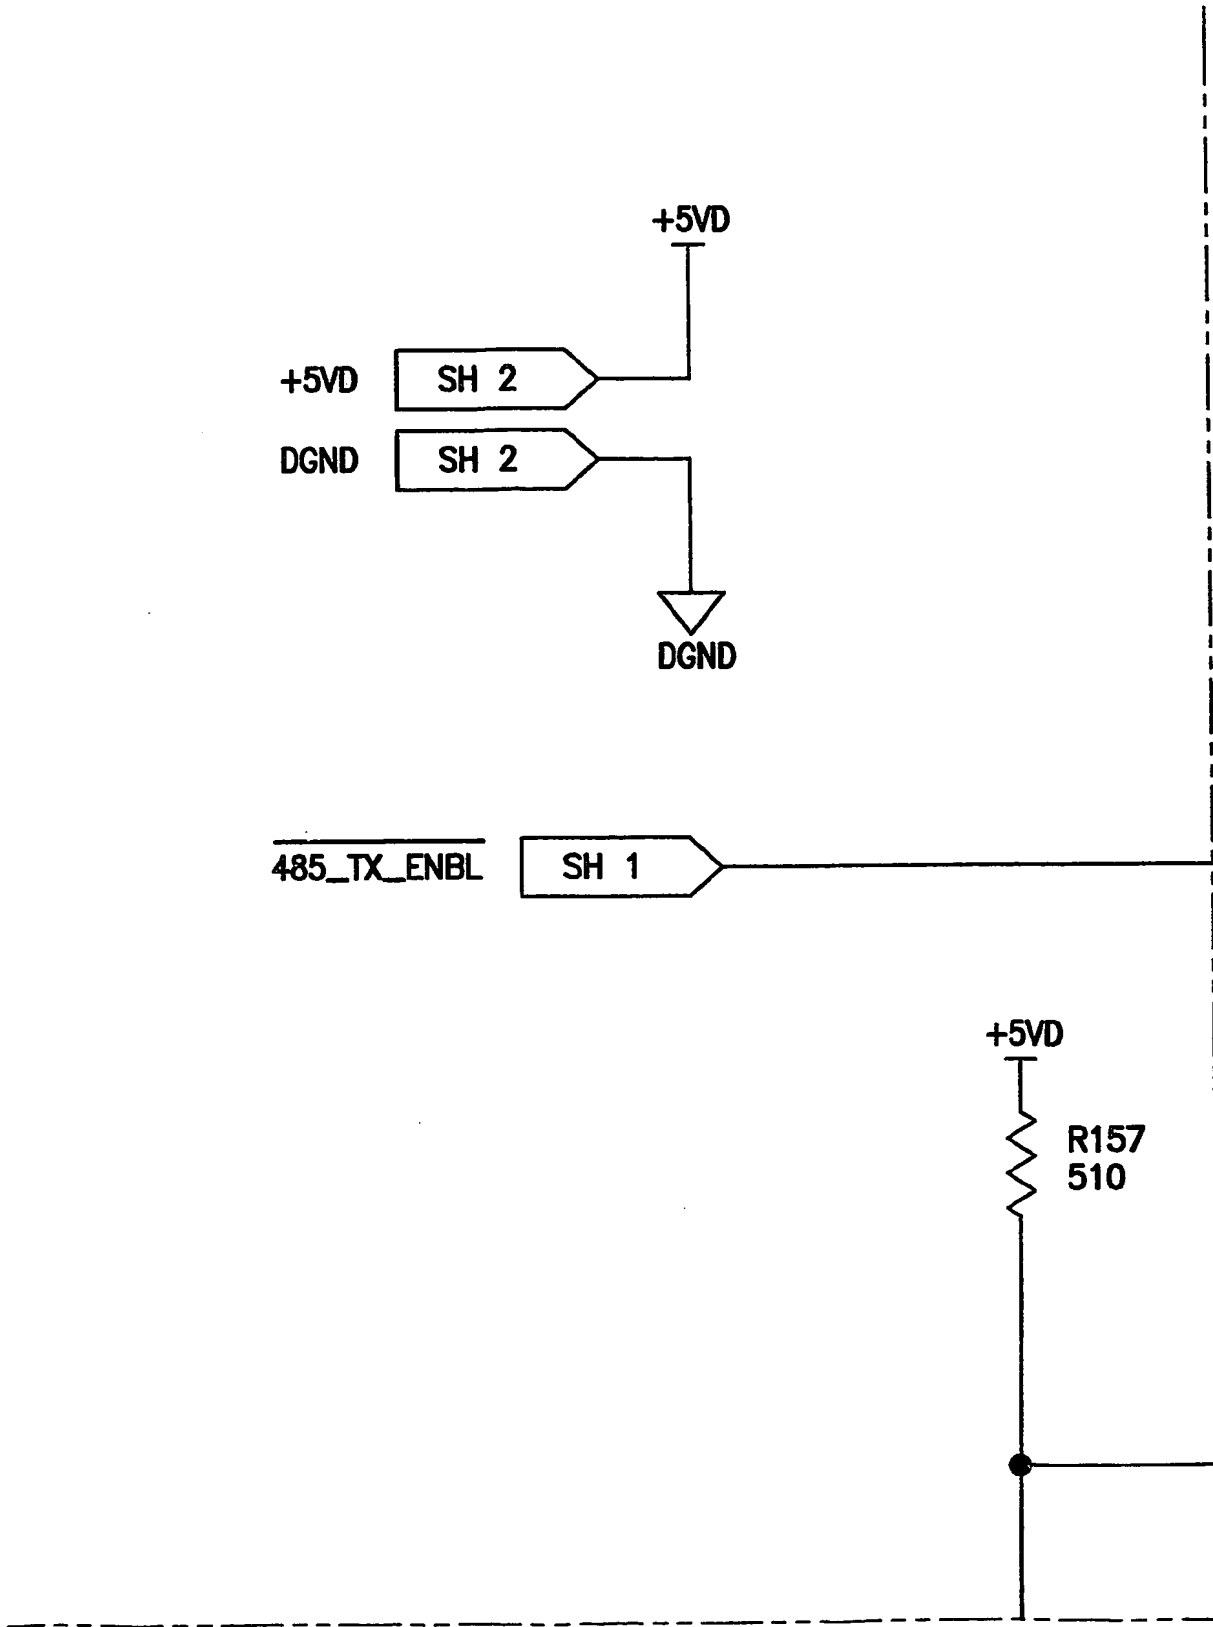 +5VD
+5VD SH 2
DGND SH 2
DGND
485_TX_ENBL SH 1
+5VD
R157
510